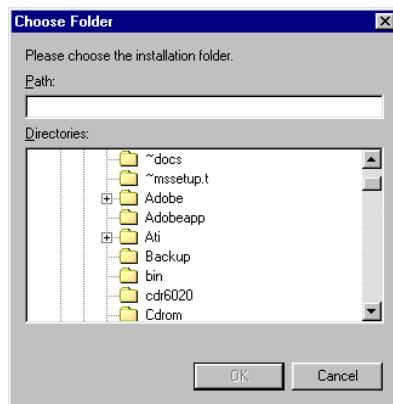 Choose Folder
Please choose the installation folder.
Path:
Directories:
~docs
~mssetup.t
Adobe
Adobeapp
Ati
Backup
bin
cdr6020
Cdrom
OK
Cancel